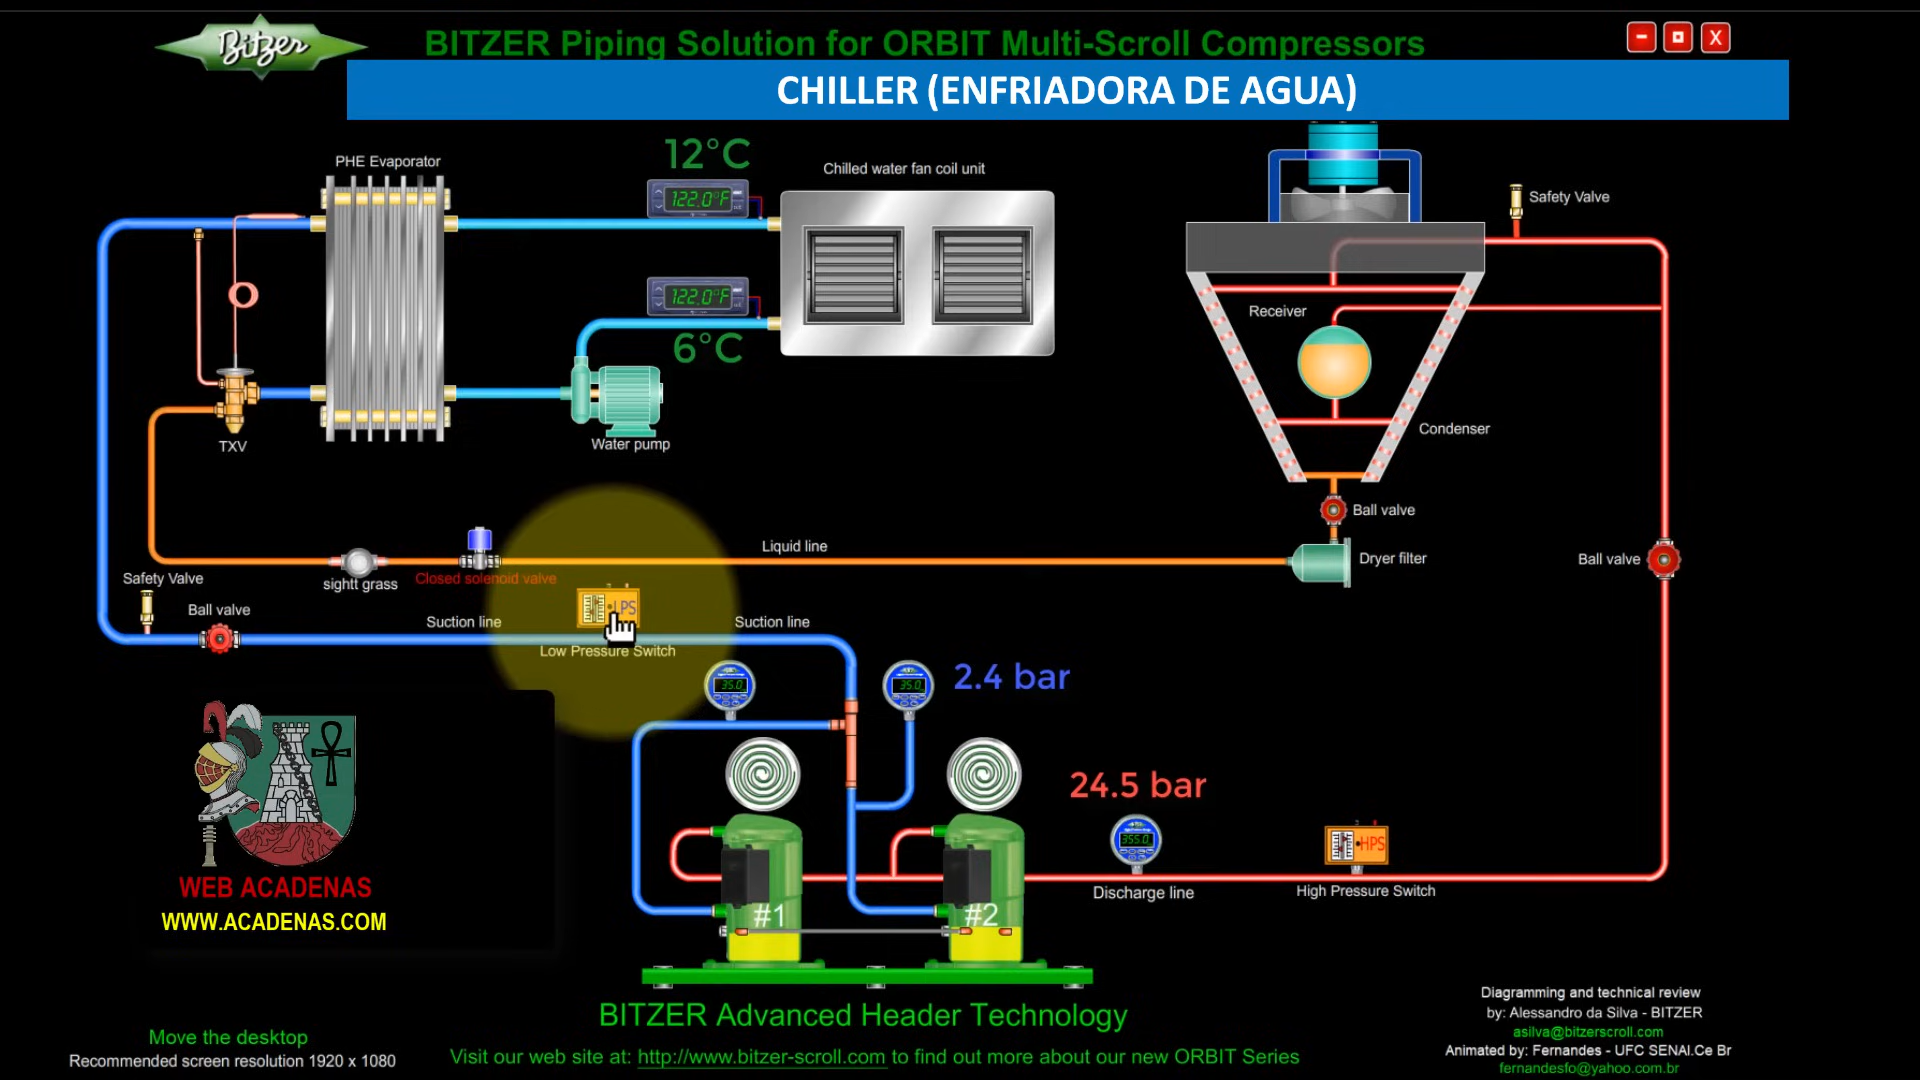 Bitzer
BITZER Piping Solution for ORBIT Multi-Scroll Compressors
X
CHILLER (ENFRIADORA DE AGUA)
PHE Evaporator
12°C
122.0°F
Chilled water fan coil unit
Safety Valve
122.0°F
6°C
Receiver
Condenser
TXV
Water pump
Ball valve
Liquid line
Dryer filter
Ball valve
sightt grass
Closed solenoid valve
Safety Valve
Ball valve
LPS
Suction line
Suction line
Low Pressure Switch
35.0
35.0
2.4 bar
24.5 bar
355.0
HPS
Discharge line
High Pressure Switch
#1
#2
WEB ACADENAS
WWW.ACADENAS.COM
BITZER Advanced Header Technology
Move the desktop
Recommended screen resolution 1920 x 1080
Visit our web site at: http://www.bitzer-scroll.com to find out more about our new ORBIT Series
Diagramming and technical review
by: Alessandro da Silva - BITZER
asilva@bitzerscroll.com
Animated by: Fernandes - UFC SENAI.Ce Br
fernandesfo@yahoo.com.br